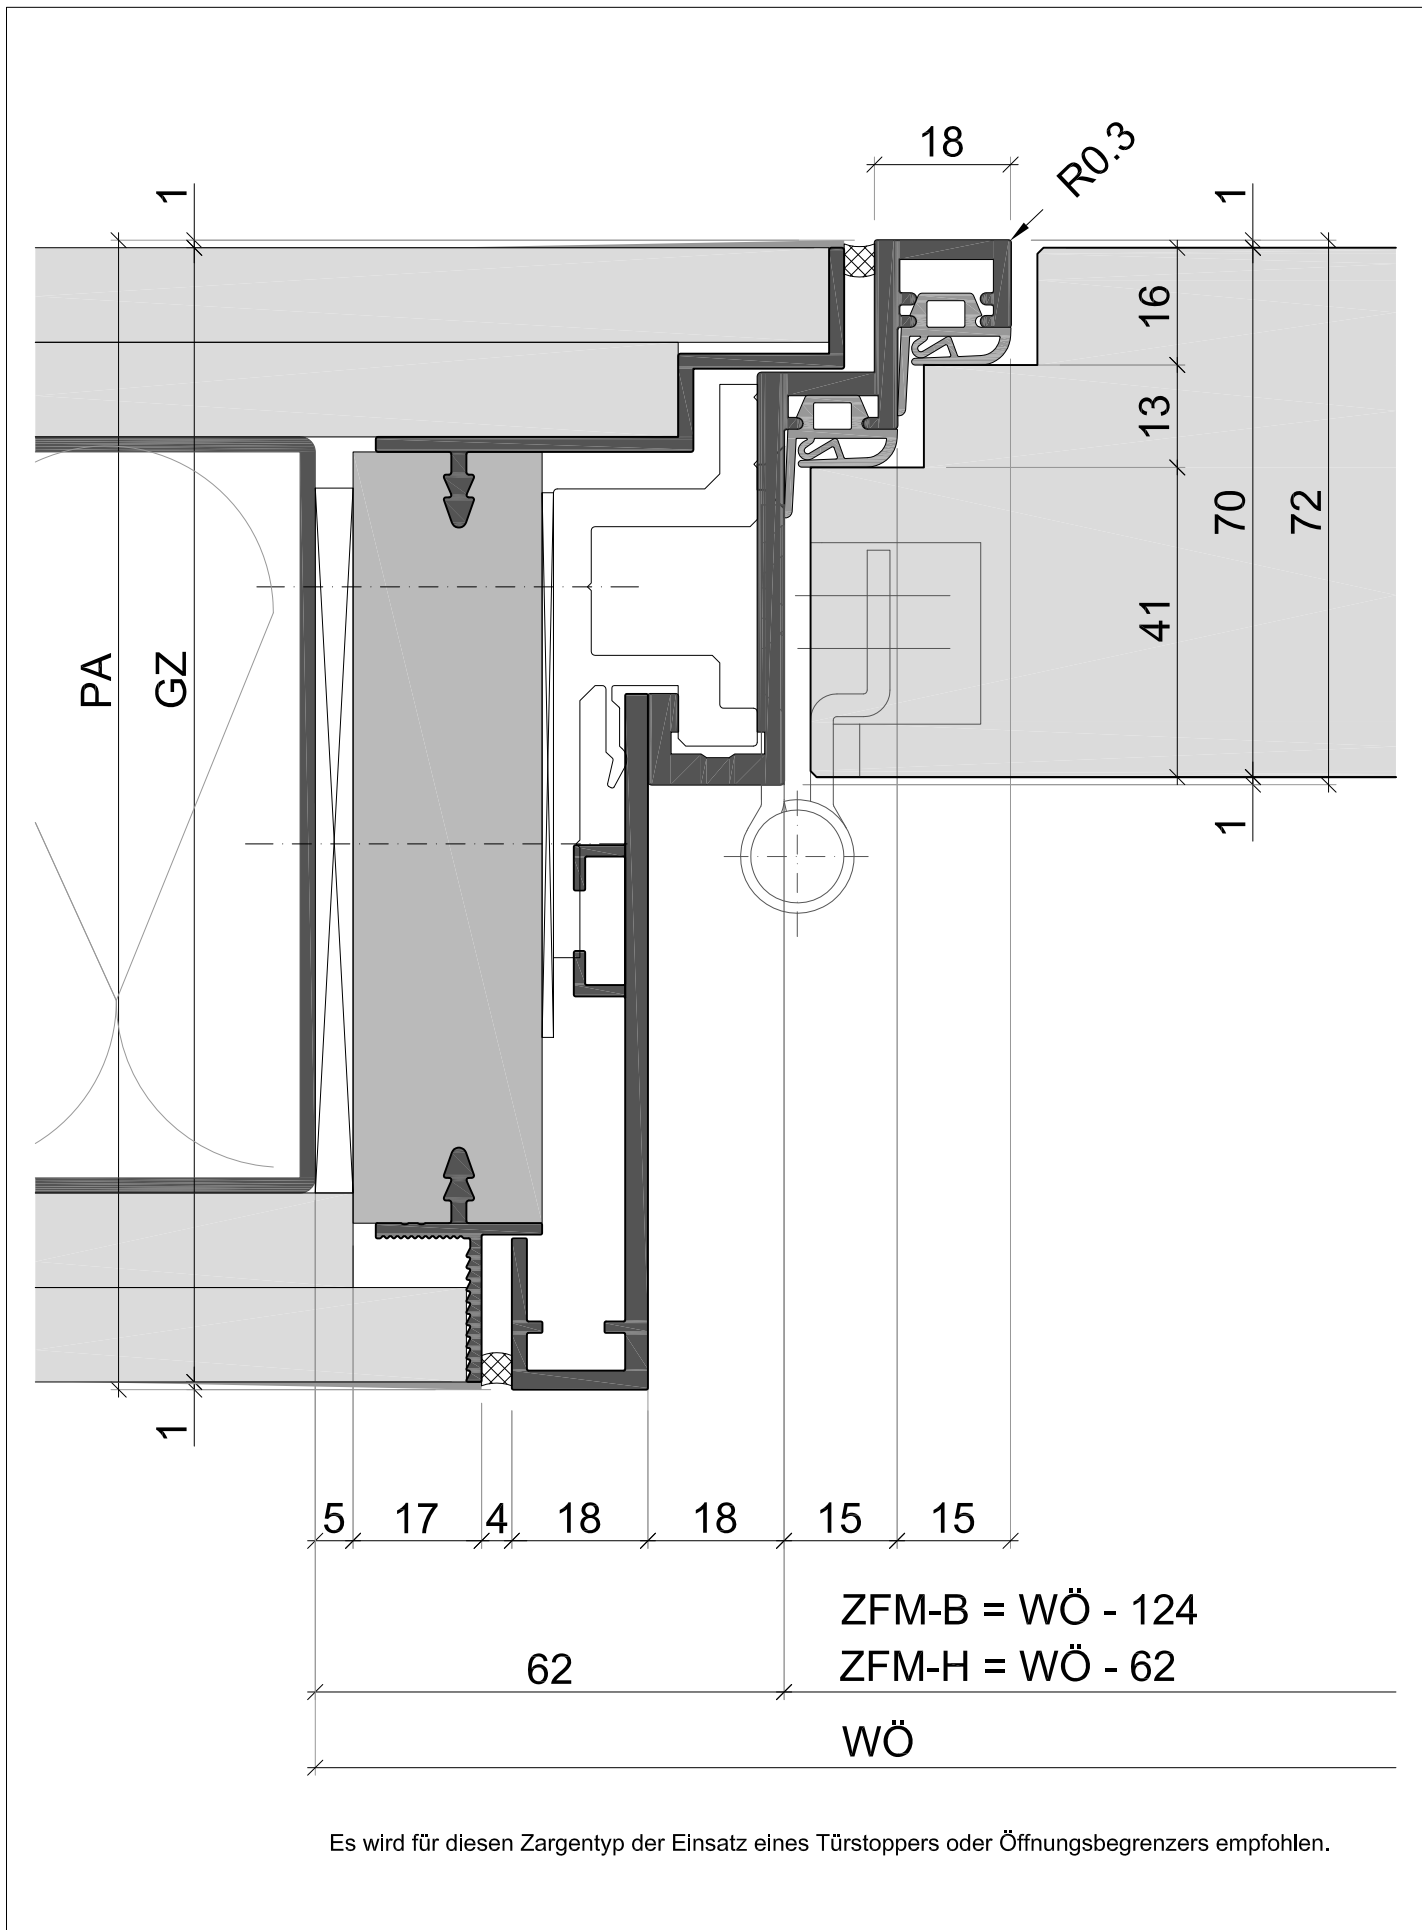 18
R0.3
1
1
16
13
70
72
41
PA
GZ
1
1
5
17
4
18
18
15
15
ZFM-B = WÖ - 124
62
ZFM-H = WÖ - 62
WÖ
Es wird für diesen Zargentyp der Einsatz eines Türstoppers oder Öffnungsbegrenzers empfohlen.